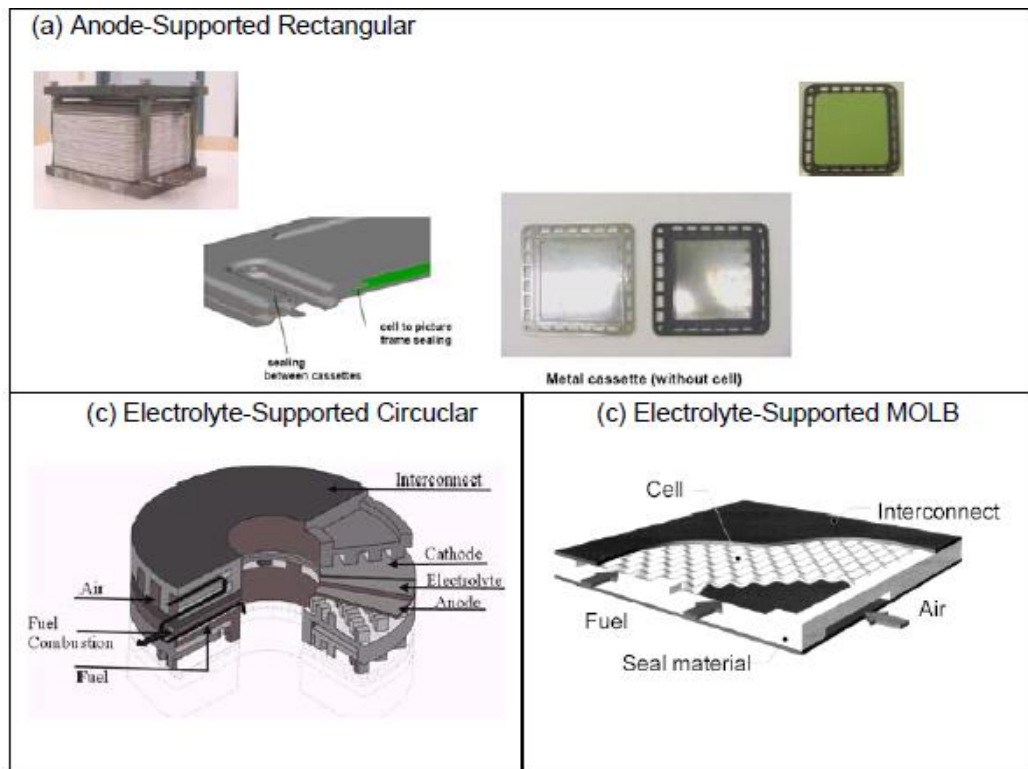 (a) Anode-Supported Rectangular
cell to picture
frame sealing
sealing
between cassettes
Metal cassette (without cell)
(c) Electrolyte-Supported Circuclar
Interconnect
Cathode
Electrolyte
Anode
Air
Fuel
Combustion
Fuel
(c) Electrolyte-Supported MOLB
Cell
Interconnect
Fuel
Air
Seal material